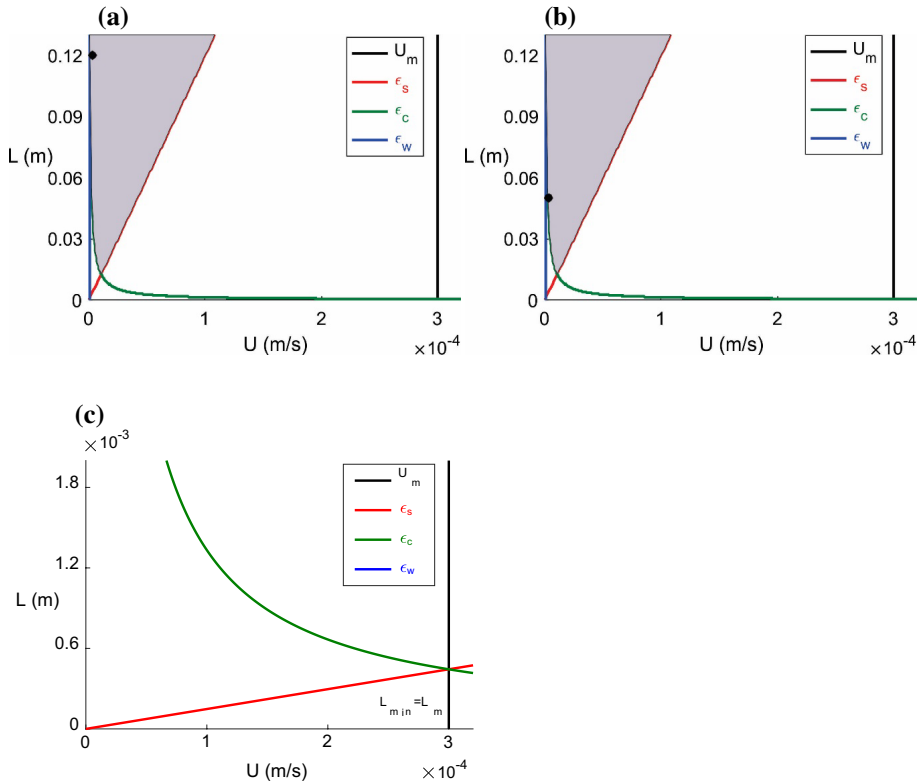 (a)
0.12
0.09
L (m)
0.06
0.03
0
0 1 2 3
U (m/s)
×10⁻⁴
U_m
ϵ_s
ϵ_c
ϵ_w
(b)
0.12
0.09
L (m)
0.06
0.03
0
0 1 2 3
U (m/s)
×10⁻⁴
U_m
ϵ_s
ϵ_c
ϵ_w
(c)
×10⁻³
1.8
1.2
L (m)
0.6
0
0 1 2 3
U (m/s)
×10⁻⁴
U_m
ϵ_s
ϵ_c
ϵ_w
L_min=L_m